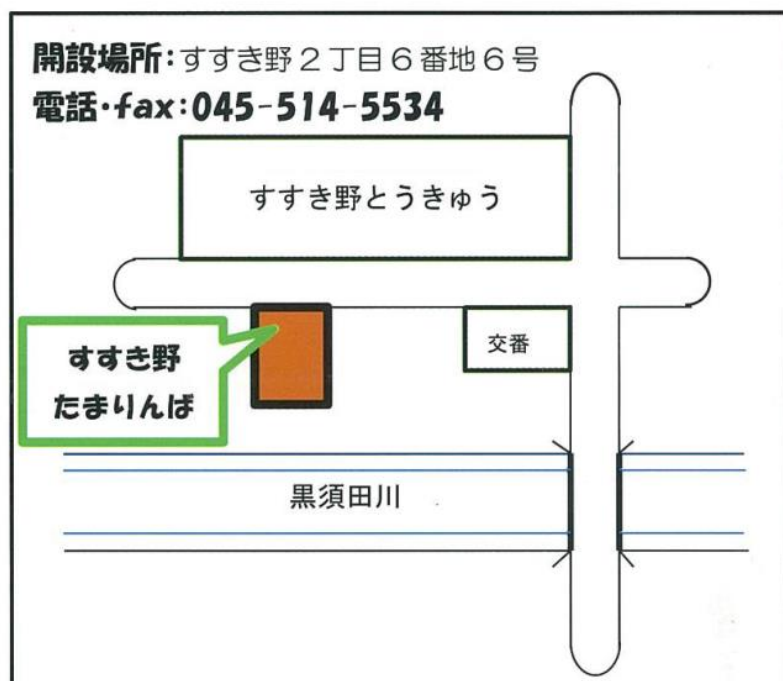 開設場所:すすき野2丁目6番地6号
電話・fax:045-514-5534
すすき野とうきゅう
交番
すすき野
たまりんば
黒須田川